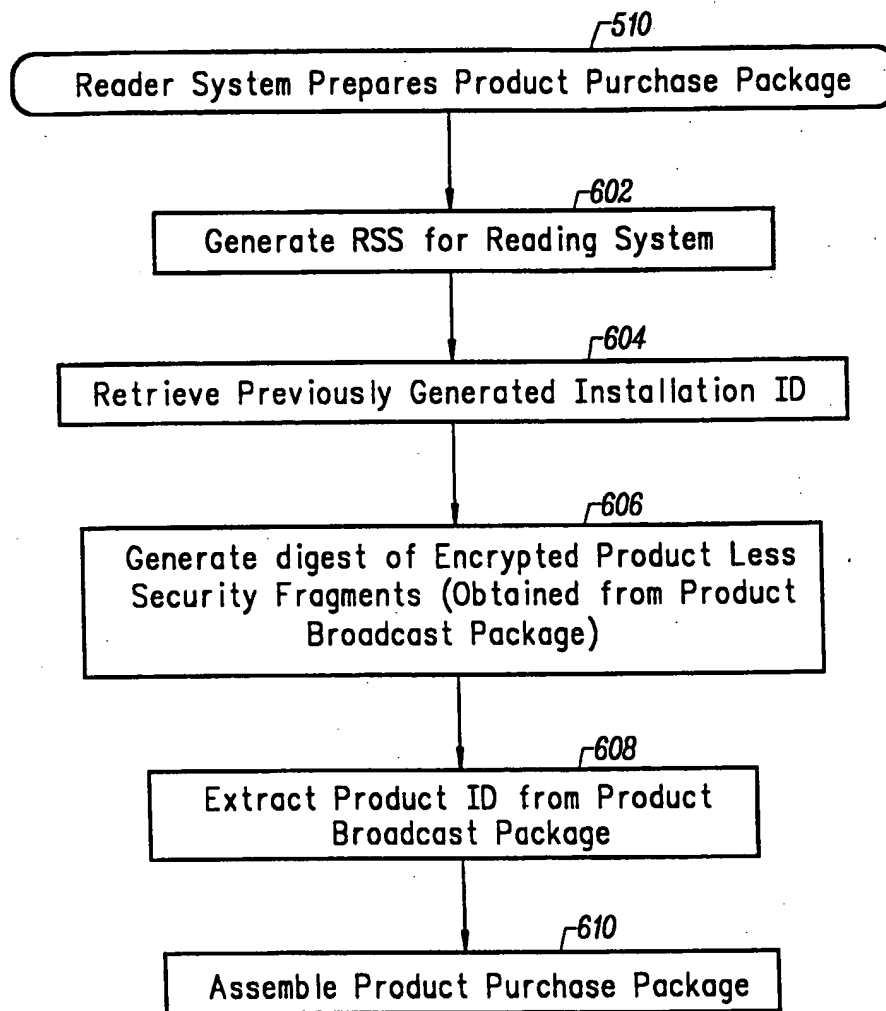 510
Reader System Prepares Product Purchase Package
602
Generate RSS for Reading System
604
Retrieve Previously Generated Installation ID
606
Generate digest of Encrypted Product Less
Security Fragments (Obtained from Product
Broadcast Package)
608
Extract Product ID from Product
Broadcast Package
610
Assemble Product Purchase Package